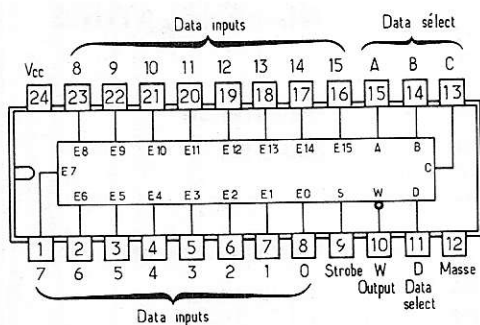 Data inputs Data sélect
Vcc 8 9 10 11 12 13 14 15 A B C
24 23 22 21 20 19 18 17 16 15 14 13
E8 E9 E10 E11 E12 E13 E14 E15 A B
E7 C
E6 E5 E4 E3 E2 E1 E0 S W D
1 2 3 4 5 6 7 8 9 10 11 12
7 6 5 4 3 2 1 0 Strobe W D Masse
Output Data
select
Data inputs